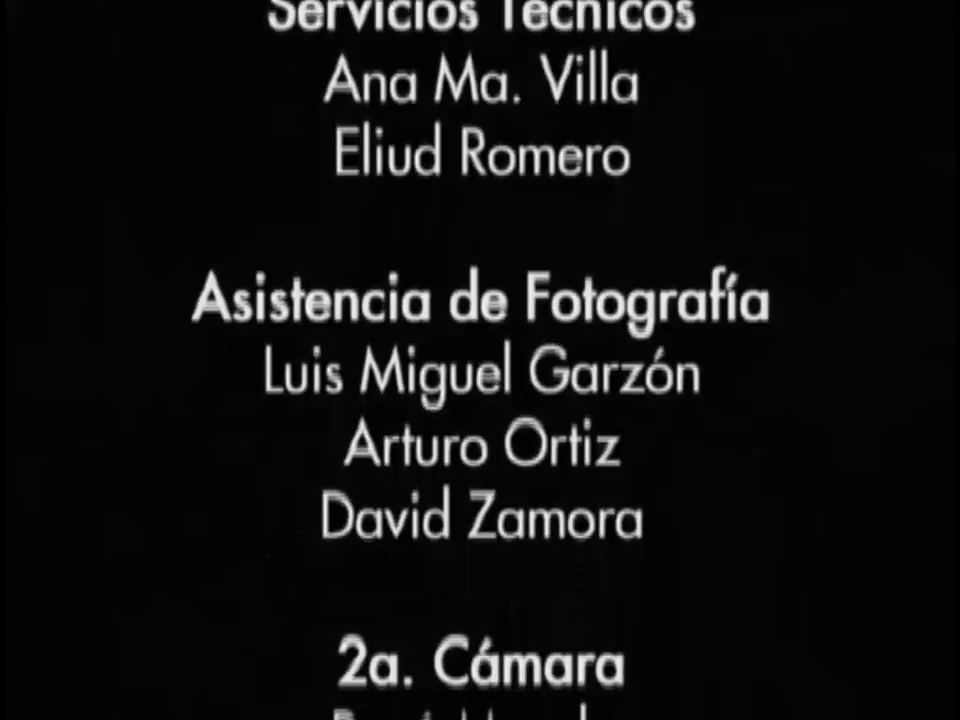 Servicios Técnicos
Ana Ma. Villa
Eliud Romero
Asistencia de Fotografía
Luis Miguel Garzón
Arturo Ortiz
David Zamora
2a. Cámara